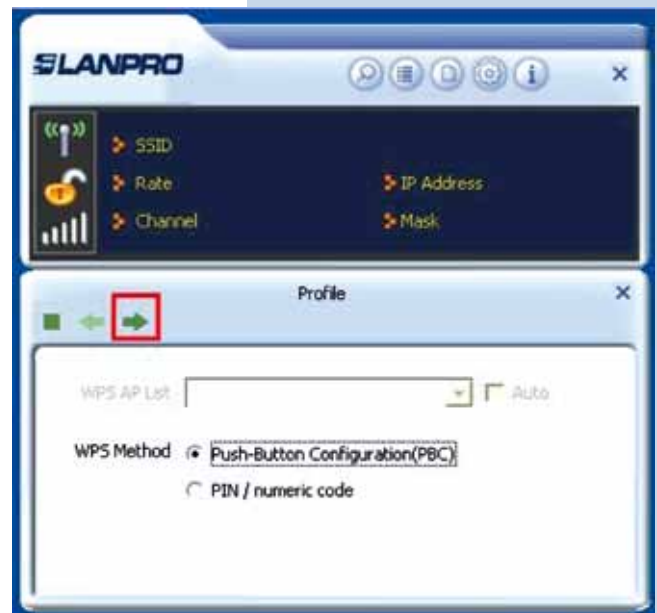 LANPRO
SSID
Rate
IP Address
Channel
Mask
Profile
WPS AP List
Auto
WPS Method
Push-Button Configuration(PBC)
PIN / numeric code